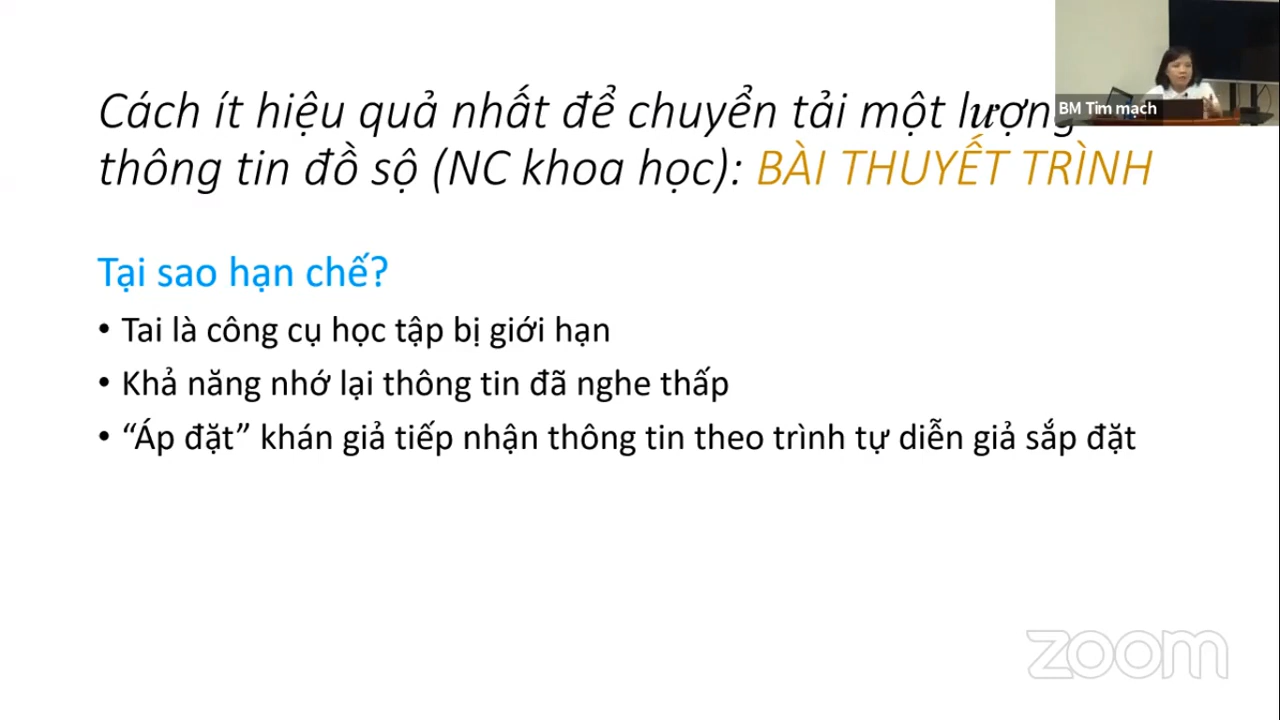 Cách ít hiệu quả nhất để chuyển tải một lượng
thông tin đồ sộ (NC khoa học): BÀI THUYẾT TRÌNH
BM Tim mạch
Tại sao hạn chế?
• Tai là công cụ học tập bị giới hạn
• Khả năng nhớ lại thông tin đã nghe thấp
• “Áp đặt” khán giả tiếp nhận thông tin theo trình tự diễn giả sắp đặt
zoom